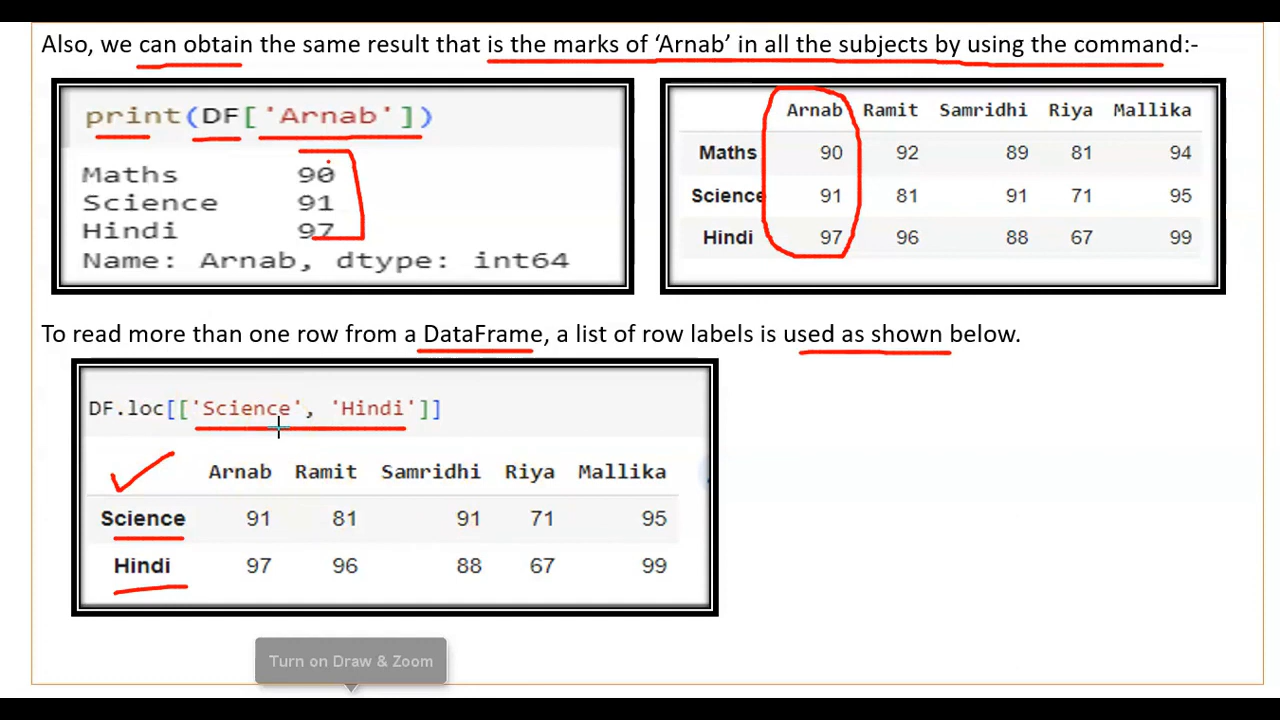 Also, we can obtain the same result that is the marks of ‘Arnab’ in all the subjects by using the command:-
print(DF['Arnab'])
Maths 90
Science 91
Hindi 97
Name: Arnab, dtype: int64
Arnab Ramit Samridhi Riya Mallika
Maths 90 92 89 81 94
Science 91 81 91 71 95
Hindi 97 96 88 67 99
To read more than one row from a DataFrame, a list of row labels is used as shown below.
DF.loc[['Science', 'Hindi']]
Arnab Ramit Samridhi Riya Mallika
Science 91 81 91 71 95
Hindi 97 96 88 67 99
Turn on Draw & Zoom